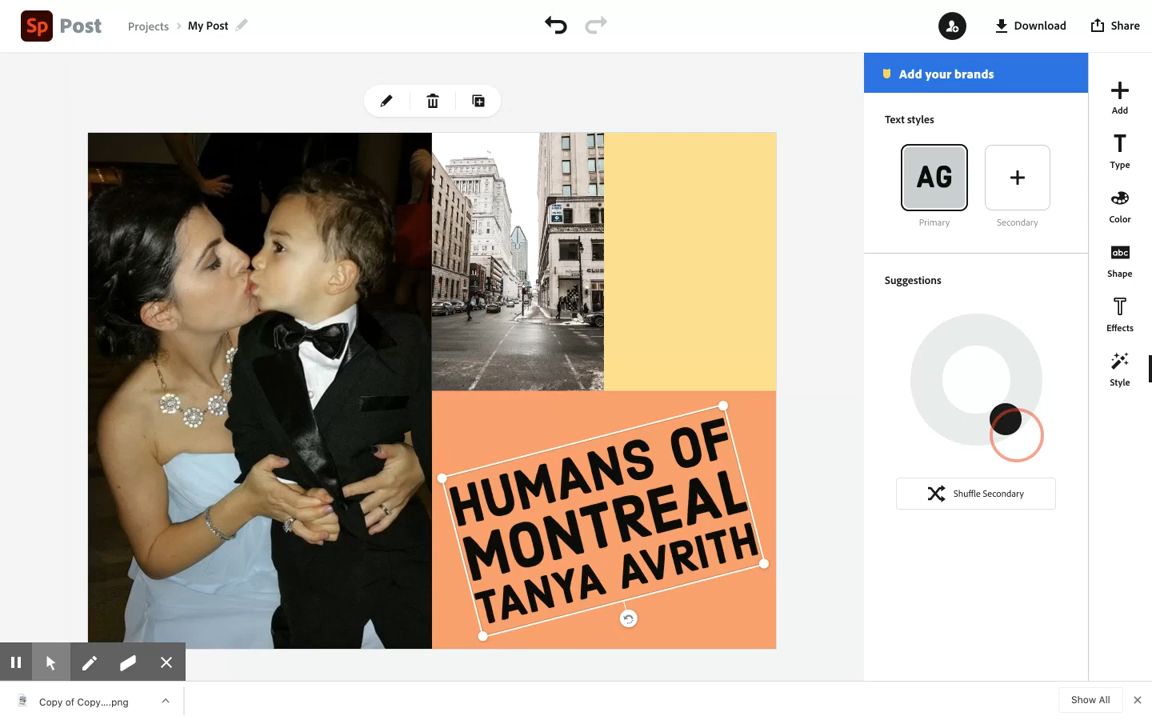 Sp Post
Projects > My Post
Download
Share
Add your brands
Text styles
AG
Primary
Secondary
Suggestions
Shuffle Secondary
Add
Type
Color
abc
Shape
Effects
Style
HUMANS OF
MONTREAL
TANYA AVRITH
Copy of Copy....png
Show All